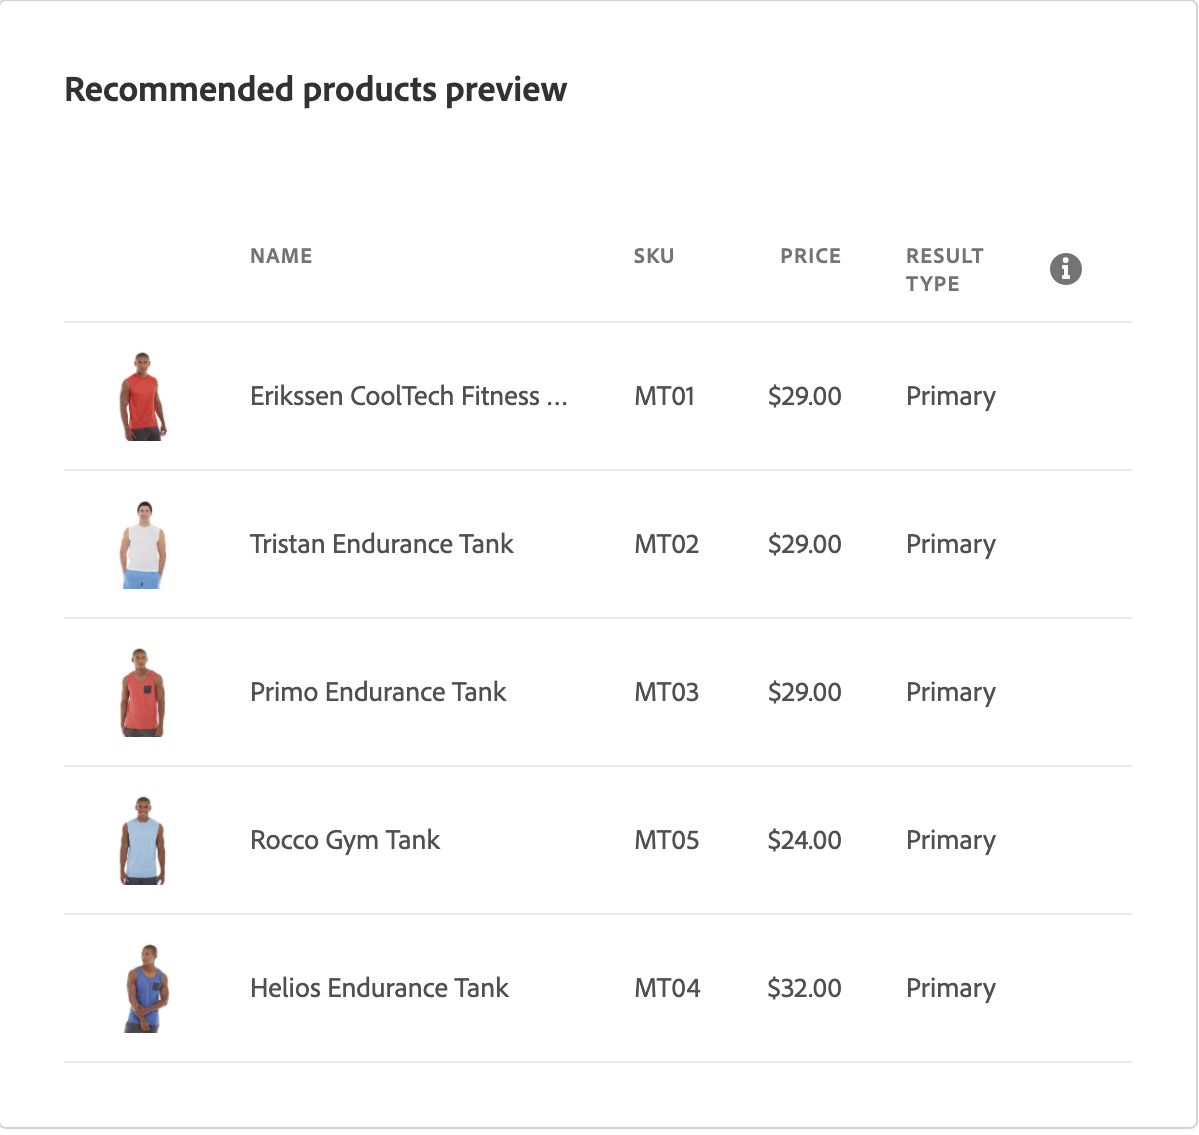 Recommended products preview
NAME SKU PRICE RESULT TYPE
Erikssen CoolTech Fitness ... MT01 $29.00 Primary
Tristan Endurance Tank MT02 $29.00 Primary
Primo Endurance Tank MT03 $29.00 Primary
Rocco Gym Tank MT05 $24.00 Primary
Helios Endurance Tank MT04 $32.00 Primary